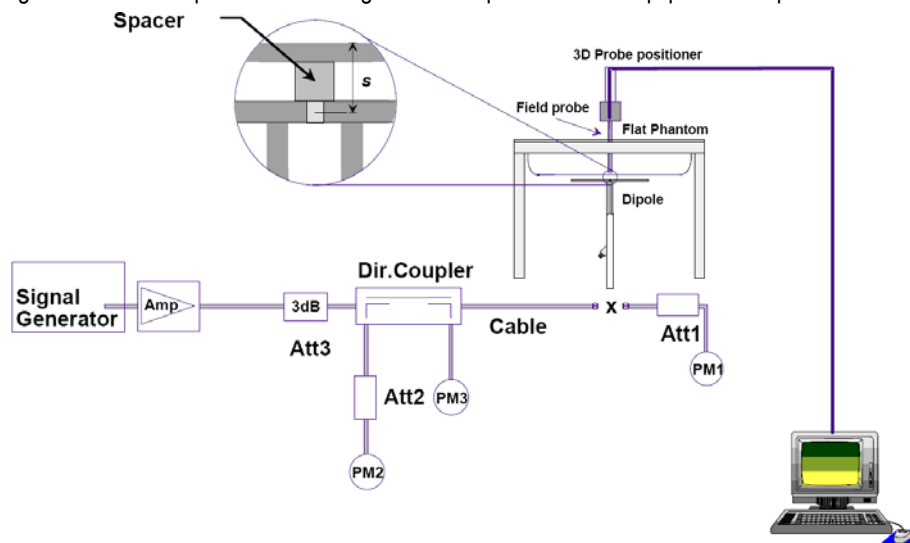 Spacer
s
3D Probe positioner
Field probe
Flat Phantom
Dipole
Signal
Generator
Amp
3dB
Att3
Dir.Coupler
Cable
X
Att1
PM1
Att2
PM3
PM2